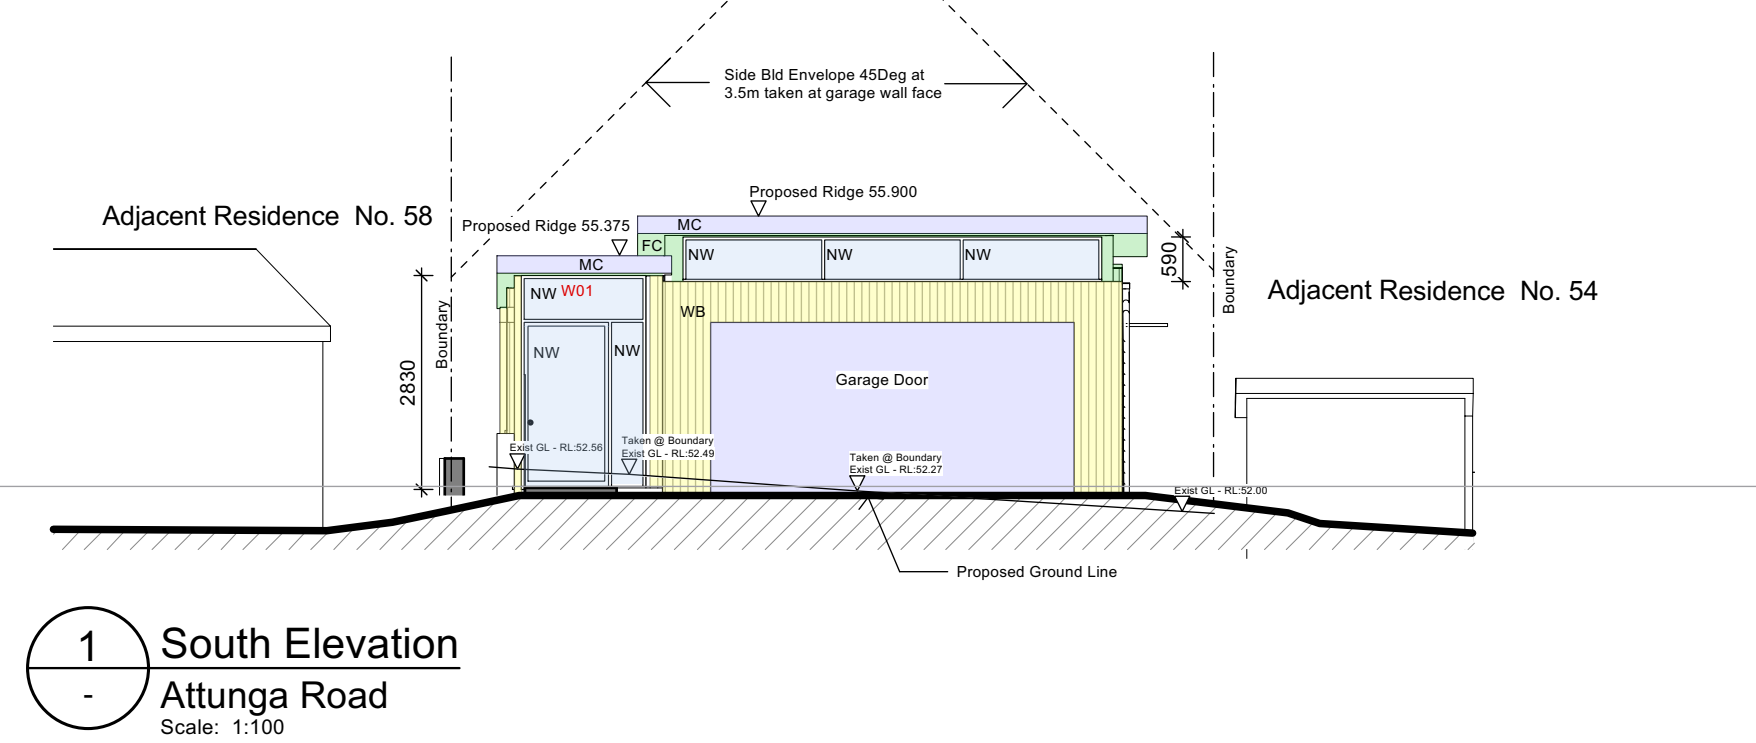 Side Bld Envelope 45Deg at
3.5m taken at garage wall face
Proposed Ridge 55.900
Adjacent Residence No. 58
Proposed Ridge 55.375
MC
FC
NW
NW
NW
590
MC
Boundary
Adjacent Residence No. 54
NW W01
WB
Boundary
NW
NW
2830
Garage Door
Taken @ Boundary
Exist GL - RL:52.56
Exist GL - RL:52.49
Taken @ Boundary
Exist GL - RL:52.27
Exist GL - RL:52.00
Proposed Ground Line
1
South Elevation
-
Attunga Road
Scale: 1:100